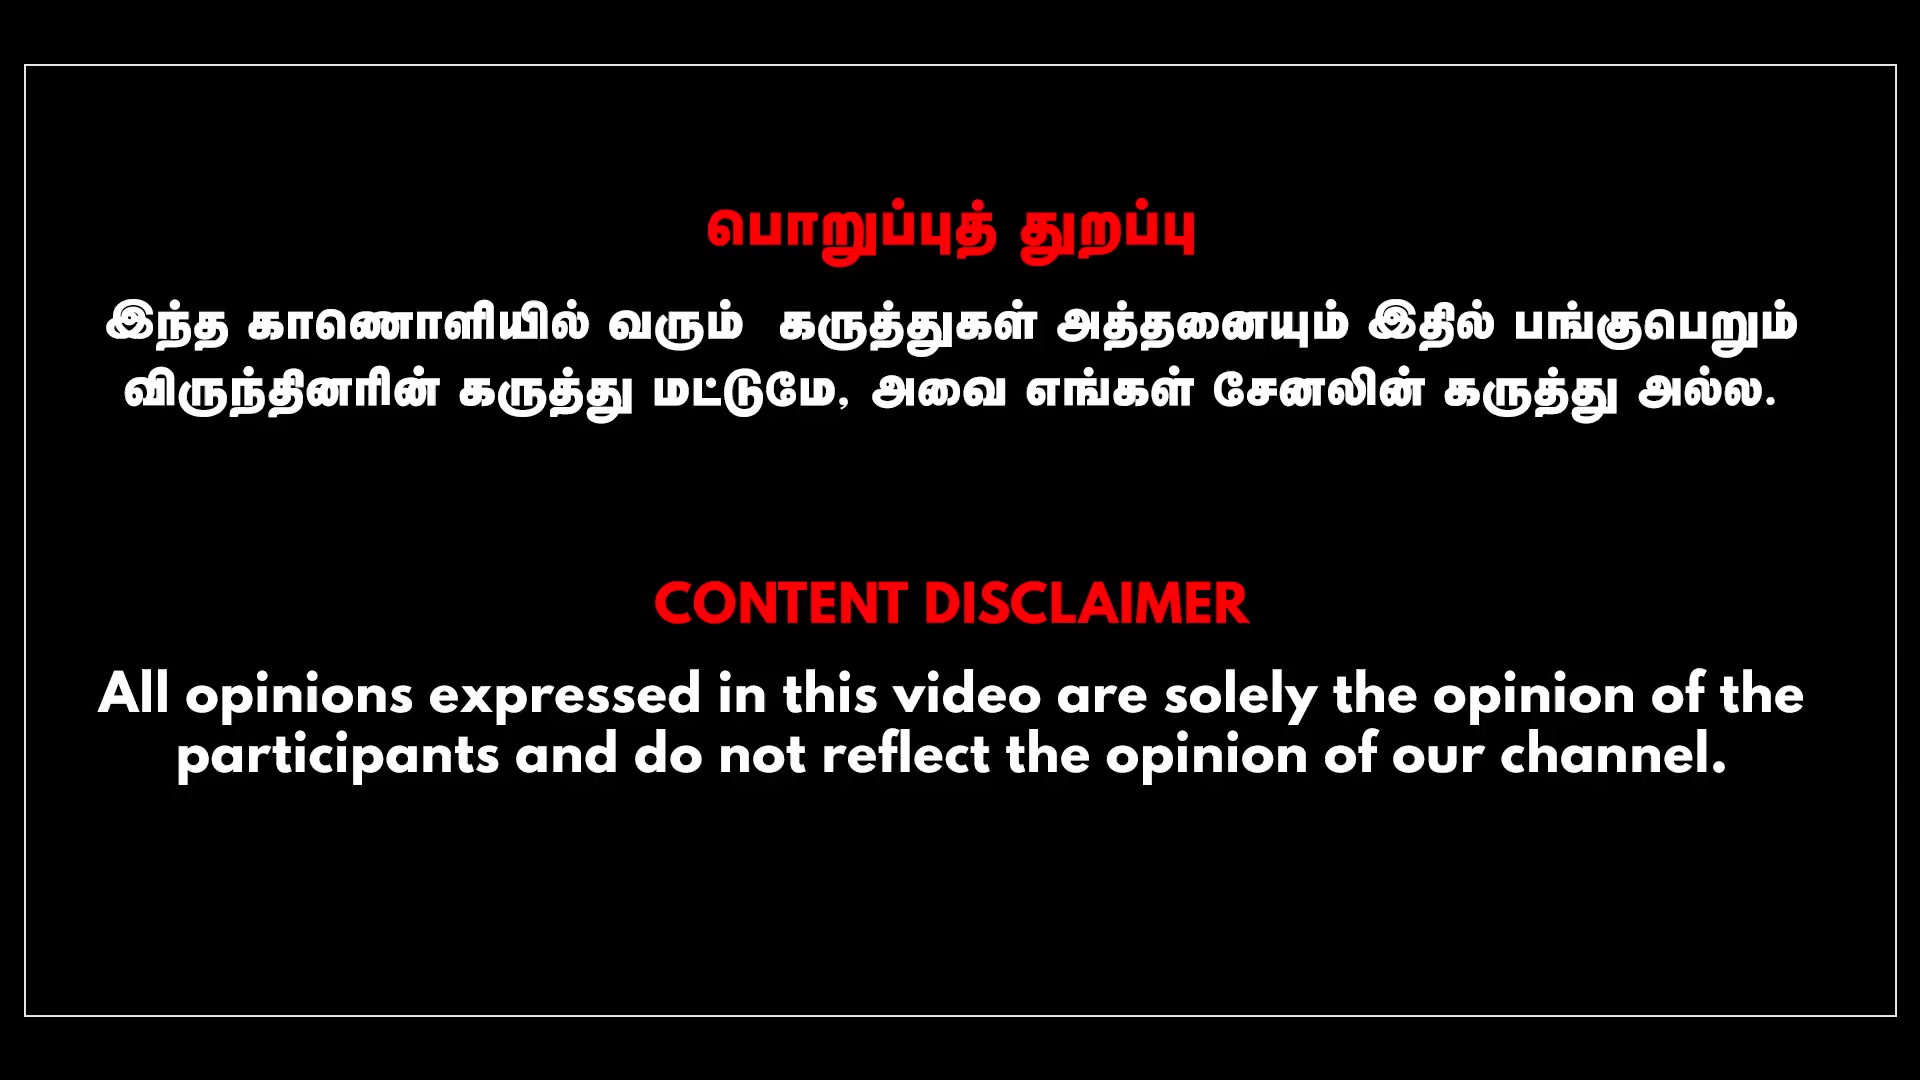 பொறுப்புத் துறப்பு
இந்த காணொளியில் வரும் கருத்துகள் அத்தனையும் இதில் பங்குபெறும்
விருந்தினரின் கருத்து மட்டுமே, அவை எங்கள் சேனலின் கருத்து அல்ல.
CONTENT DISCLAIMER
All opinions expressed in this video are solely the opinion of the
participants and do not reflect the opinion of our channel.